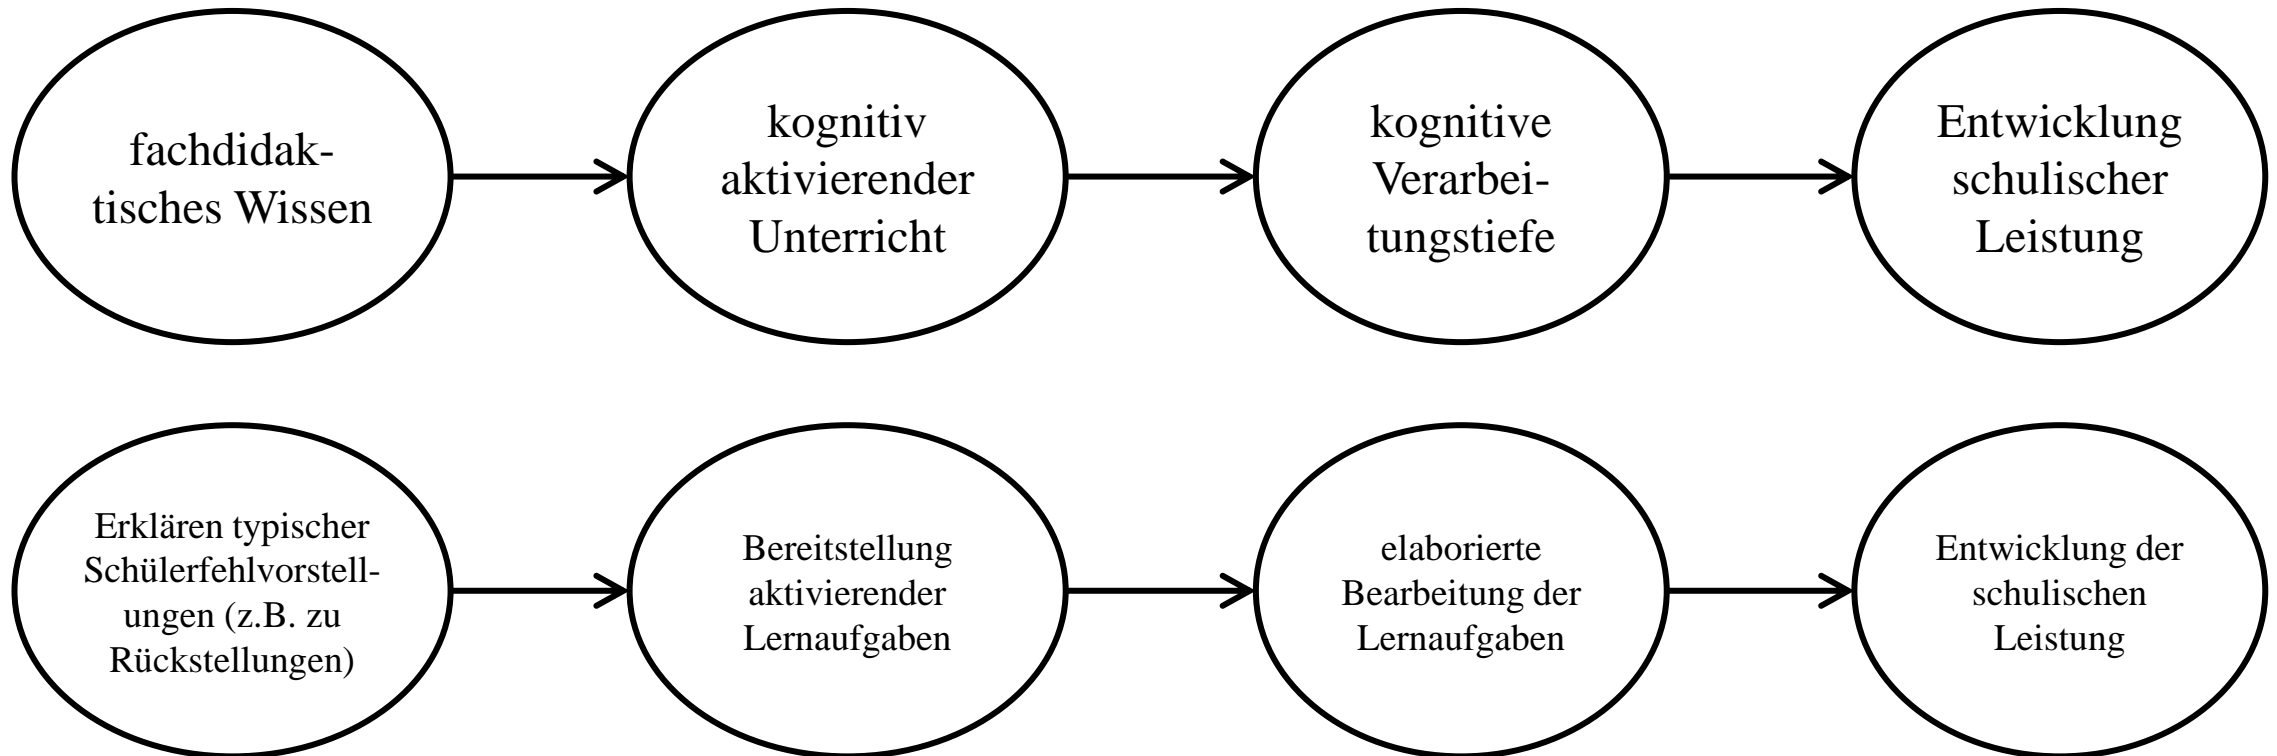 fachdidak-
tisches Wissen
kognitiv
aktivierender
Unterricht
kognitive
Verarbei-
tungstiefe
Entwicklung
schulischer
Leistung
Erklären typischer
Schülerfehlvorstell-
ungen (z.B. zu
Rückstellungen)
Bereitstellung
aktivierender
Lernaufgaben
elaborierte
Bearbeitung der
Lernaufgaben
Entwicklung der
schulischen
Leistung